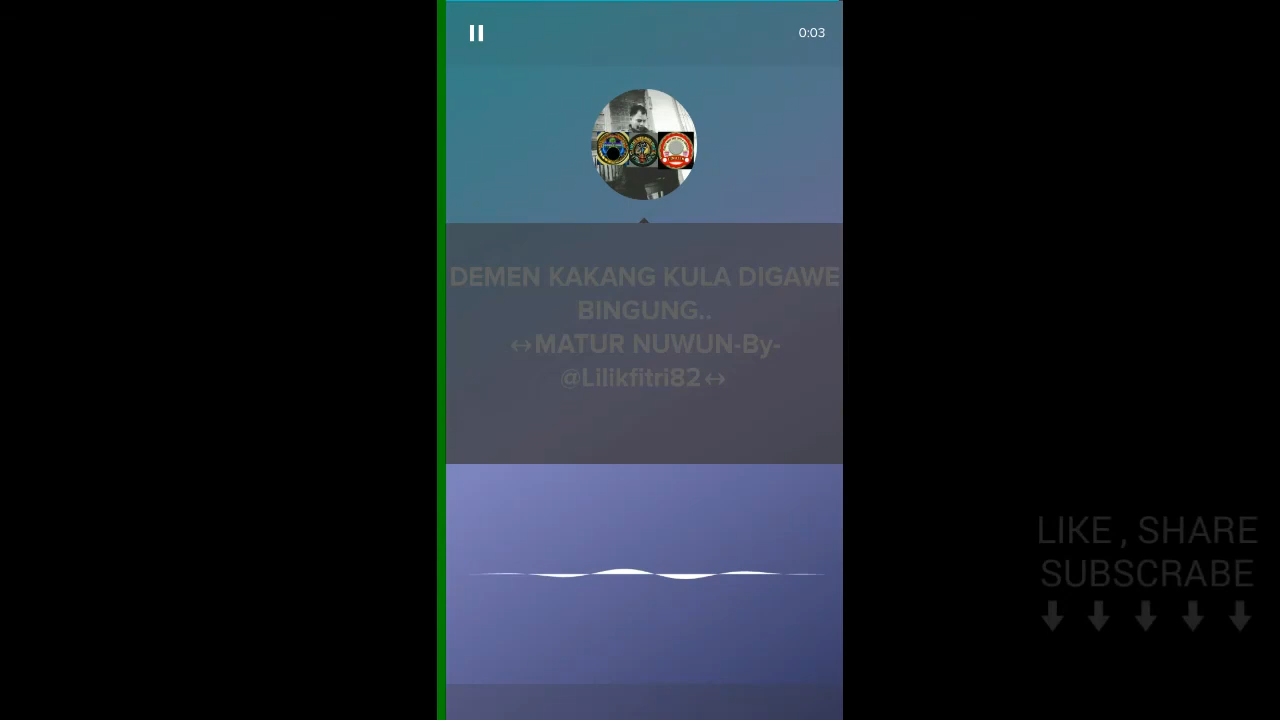 0:03
DEMEN KAKANG KULA DIGAWE
BINGUNG..
↔MATUR NUWUN-By-
@Lilikfitri82↔
LIKE, SHARE
SUBSCRABE